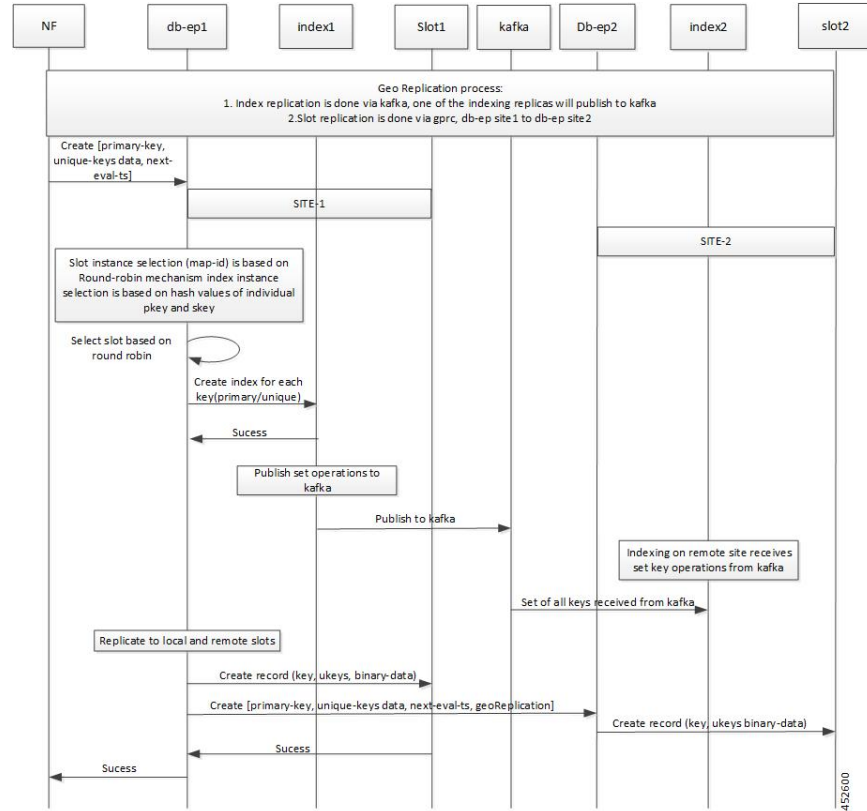 NF
db-ep1
index1
Slot1
kafka
Db-ep2
index2
slot2
Geo Replication process:
1. Index replication is done via kafka, one of the indexing replicas will publish to kafka
2.Slot replication is done via gprc, db-ep site1 to db-ep site2
Create [primary-key,
unique-keys data, next-
eval-ts]
SITE-1
SITE-2
Slot instance selection (map-id) is based on
Round-robin mechanism index instance
selection is based on hash values of individual
pkey and skey
Select slot based on
round robin
Create index for each
key(primary/unique)
Sucess
Publish set operations to
kafka
Publish to kafka
Indexing on remote site receives
set key operations from kafka
Set of all keys received from kafka
Replicate to local and remote slots
Create record (key, ukeys, binary-data)
Create [primary-key, unique-keys data, next-eval-ts, geoReplication]
Create record (key, ukeys binary-data)
Sucess
Sucess
452600